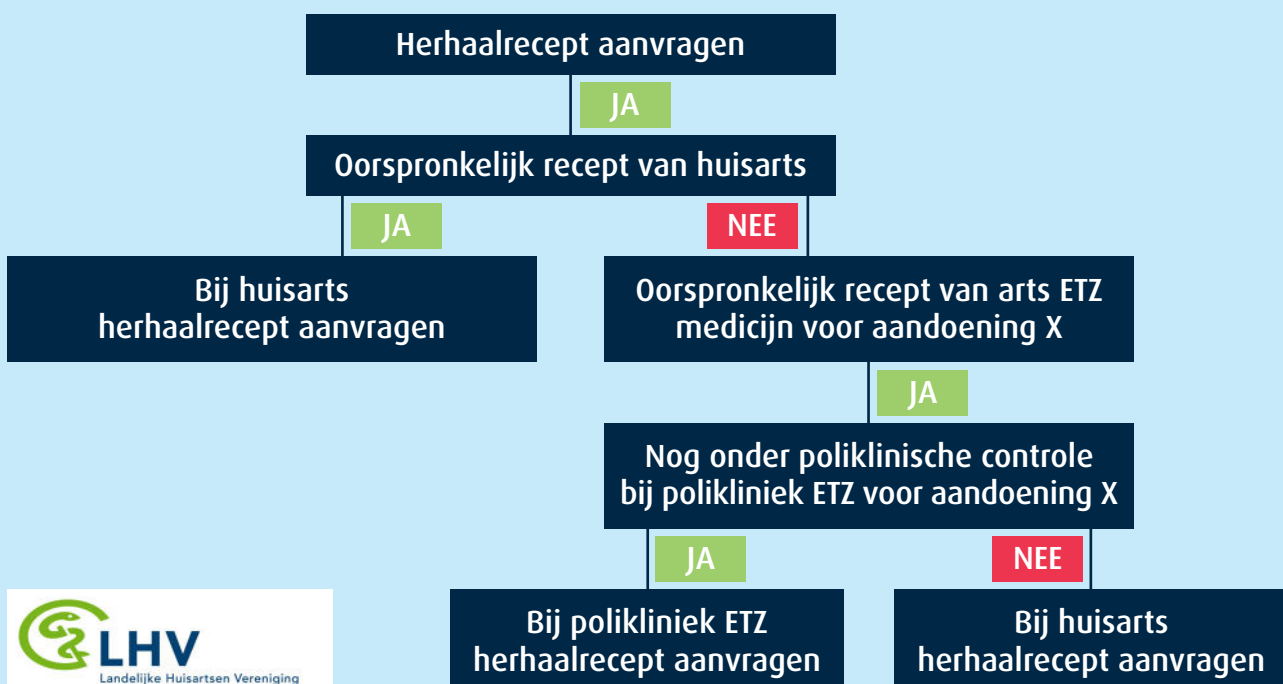 Herhaalrecept aanvragen
JA
Oorspronkelijk recept van huisarts
JA
NEE
Bij huisarts
herhaalrecept aanvragen
Oorspronkelijk recept van arts ETZ
medicijn voor aandoening X
JA
Nog onder poliklinische controle
bij polikliniek ETZ voor aandoening X
JA
NEE
Bij polikliniek ETZ
herhaalrecept aanvragen
Bij huisarts
herhaalrecept aanvragen
LHV
Landelijke Huisartsen Vereniging